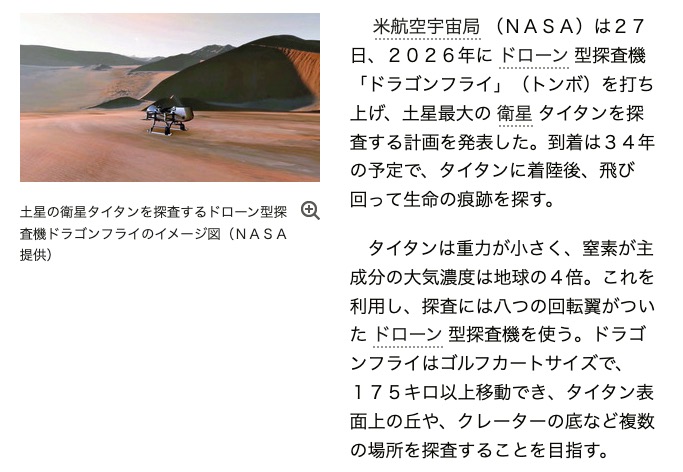 土星の衛星タイタンを探査するドローン型探
査機ドラゴンフライのイメージ図（ＮＡＳＡ
提供）
米航空宇宙局（ＮＡＳＡ）は２７
日、２０２６年にドローン型探査機
「ドラゴンフライ」（トンボ）を打ち
上げ、土星最大の衛星タイタンを探
査する計画を発表した。到着は３４年
の予定で、タイタンに着陸後、飛び
回って生命の痕跡を探す。
タイタンは重力が小さく、窒素が主
成分の大気濃度は地球の４倍。これを
利用し、探査には八つの回転翼がつい
たドローン型探査機を使う。ドラゴ
ンフライはゴルフカートサイズで、
１７５キロ以上移動でき、タイタン表
面上の丘や、クレーターの底など複数
の場所を探査することを目指す。